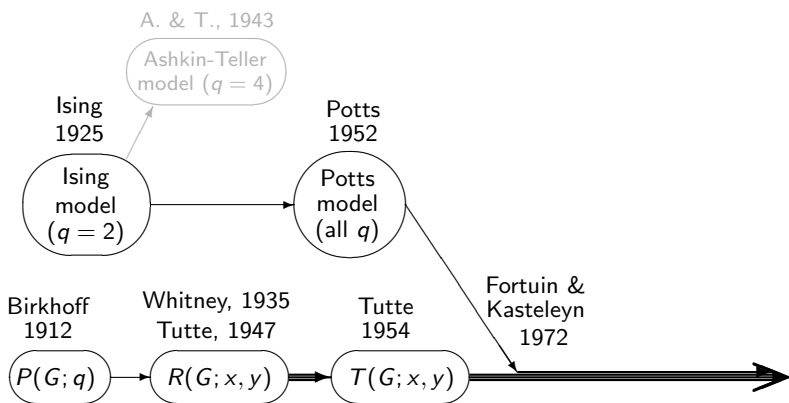 A. & T., 1943
Ashkin-Teller
model (q = 4)
Ising
1925
Ising
model
(q = 2)
Potts
1952
Potts
model
(all q)
Fortuin &
Kasteleyn
1972
Birkhoff
1912
P(G; q)
Whitney, 1935
Tutte, 1947
R(G; x, y)
Tutte
1954
T(G; x, y)